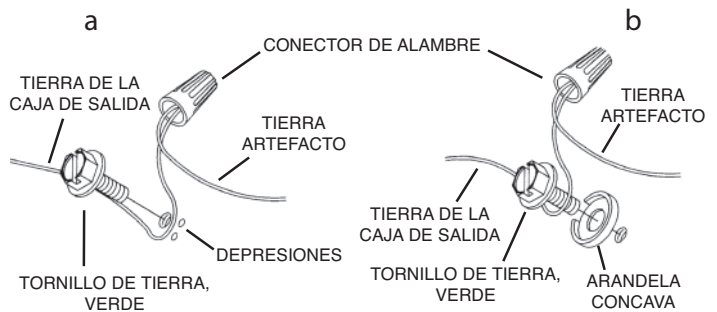 a
b
CONECTOR DE ALAMBRE
TIERRA DE LA
CAJA DE SALIDA
TIERRA
ARTEFACTO
DEPRESIONES
TORNILLO DE TIERRA,
VERDE
TIERRA
ARTEFACTO
TIERRA DE LA
CAJA DE SALIDA
TORNILLO DE TIERRA,
VERDE
ARANDELA
CONCAVA